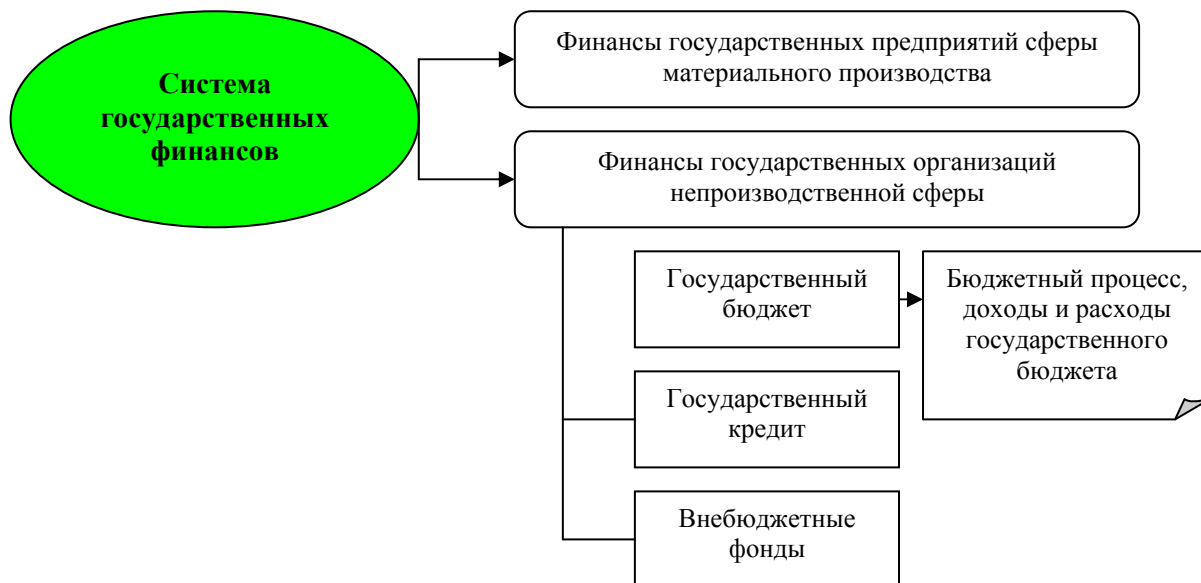 Система
государственных
финансов
Финансы государственных предприятий сферы
материального производства
Финансы государственных организаций
непроизводственной сферы
Государственный
бюджет
Бюджетный процесс,
доходы и расходы
государственного
бюджета
Государственный
кредит
Внебюджетные
фонды